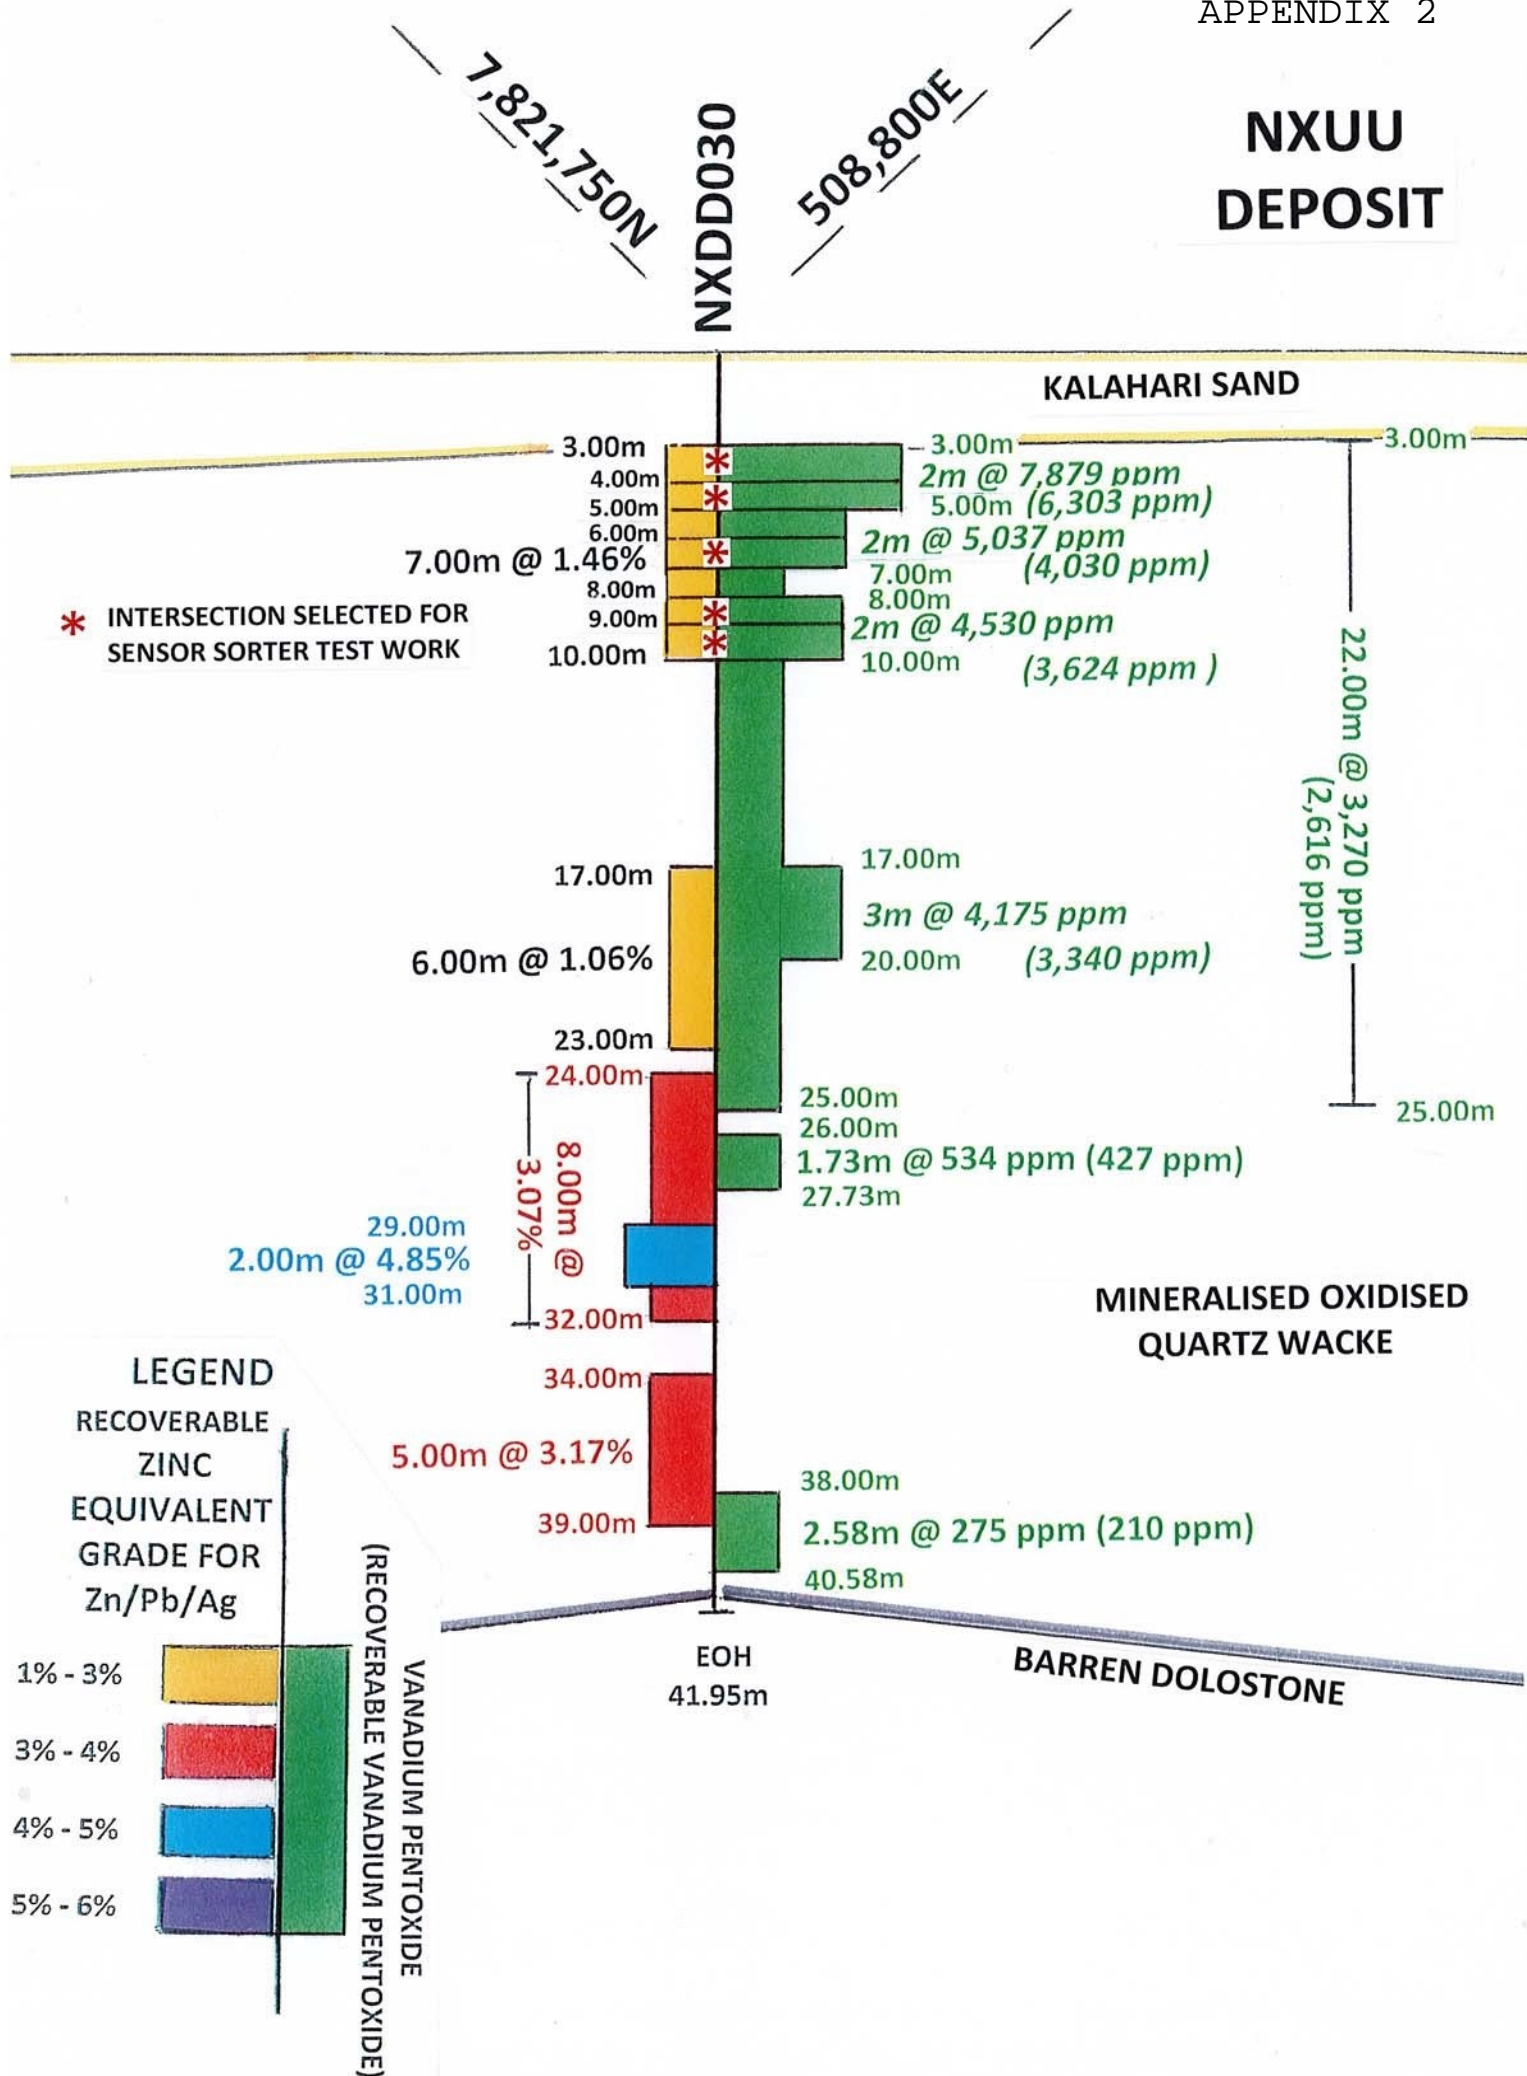 APPENDIX 2
7,821,750N
NXDD030
508,800E
NXUU
DEPOSIT
KALAHARI SAND
3.00m
4.00m
5.00m
6.00m
7.00m @ 1.46%
8.00m
9.00m
10.00m
3.00m
2m @ 7,879 ppm
5.00m (6,303 ppm)
2m @ 5,037 ppm
7.00m (4,030 ppm)
8.00m
2m @ 4,530 ppm
10.00m (3,624 ppm )
3.00m
22.00m @ 3,270 ppm
(2,616 ppm)
25.00m
* INTERSECTION SELECTED FOR
SENSOR SORTER TEST WORK
* 
*
*
*
*
17.00m
6.00m @ 1.06%
23.00m
17.00m
3m @ 4,175 ppm
20.00m (3,340 ppm)
24.00m
8.00m @
3.07%
32.00m
25.00m
26.00m
1.73m @ 534 ppm (427 ppm)
27.73m
29.00m
2.00m @ 4.85%
31.00m
MINERALISED OXIDISED
QUARTZ WACKE
34.00m
5.00m @ 3.17%
39.00m
38.00m
2.58m @ 275 ppm (210 ppm)
40.58m
EOH
41.95m
BARREN DOLOSTONE
LEGEND
RECOVERABLE
ZINC
EQUIVALENT
GRADE FOR
Zn/Pb/Ag
1% - 3%
3% - 4%
4% - 5%
5% - 6%
VANADIUM PENTOXIDE
(RECOVERABLE VANADIUM PENTOXIDE)